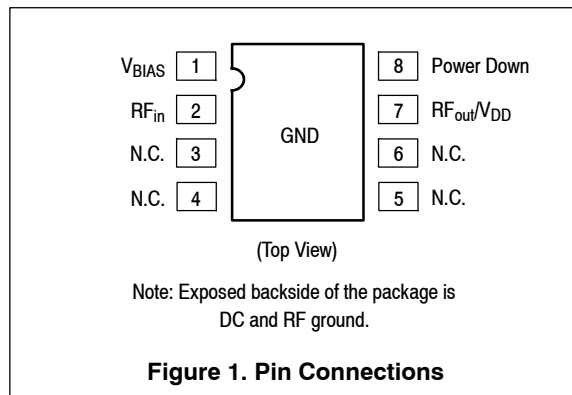 V_BIAS 1 8 Power Down
RF_in 2 7 RF_out/V_DD
GND
N.C. 3 6 N.C.
N.C. 4 5 N.C.
(Top View)
Note: Exposed backside of the package is
DC and RF ground.
Figure 1. Pin Connections